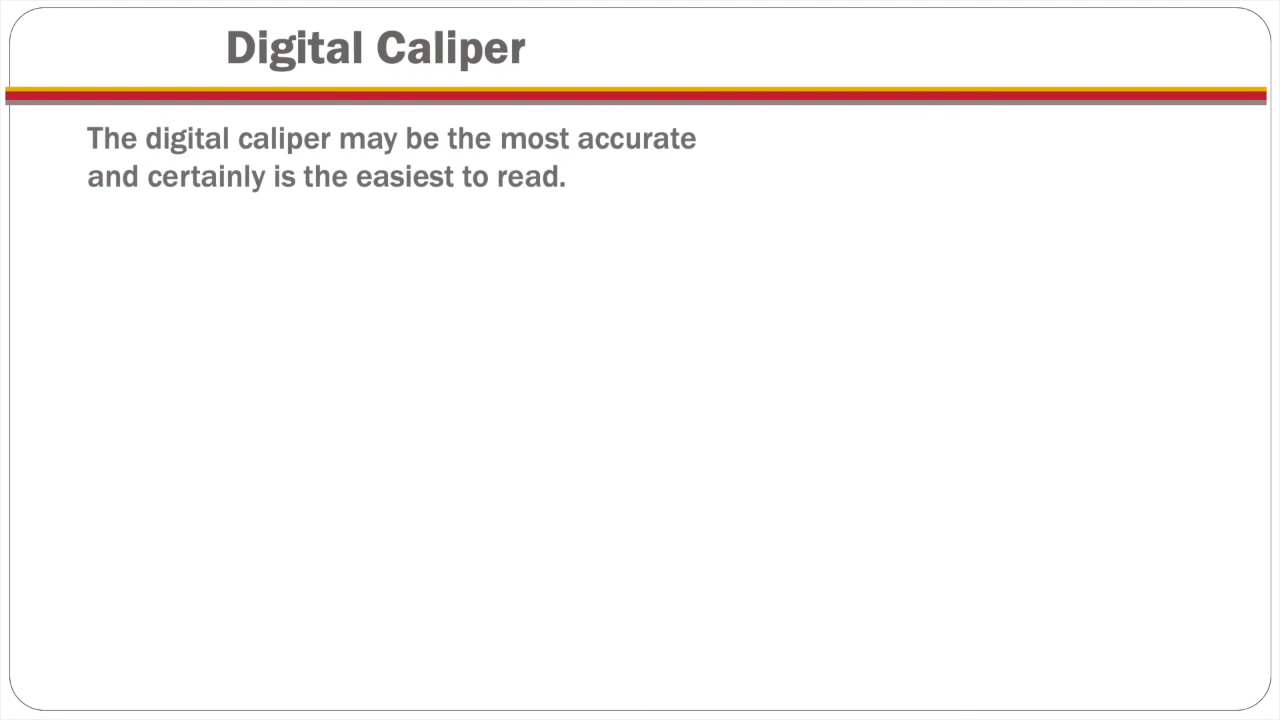 Digital Caliper
The digital caliper may be the most accurate
and certainly is the easiest to read.